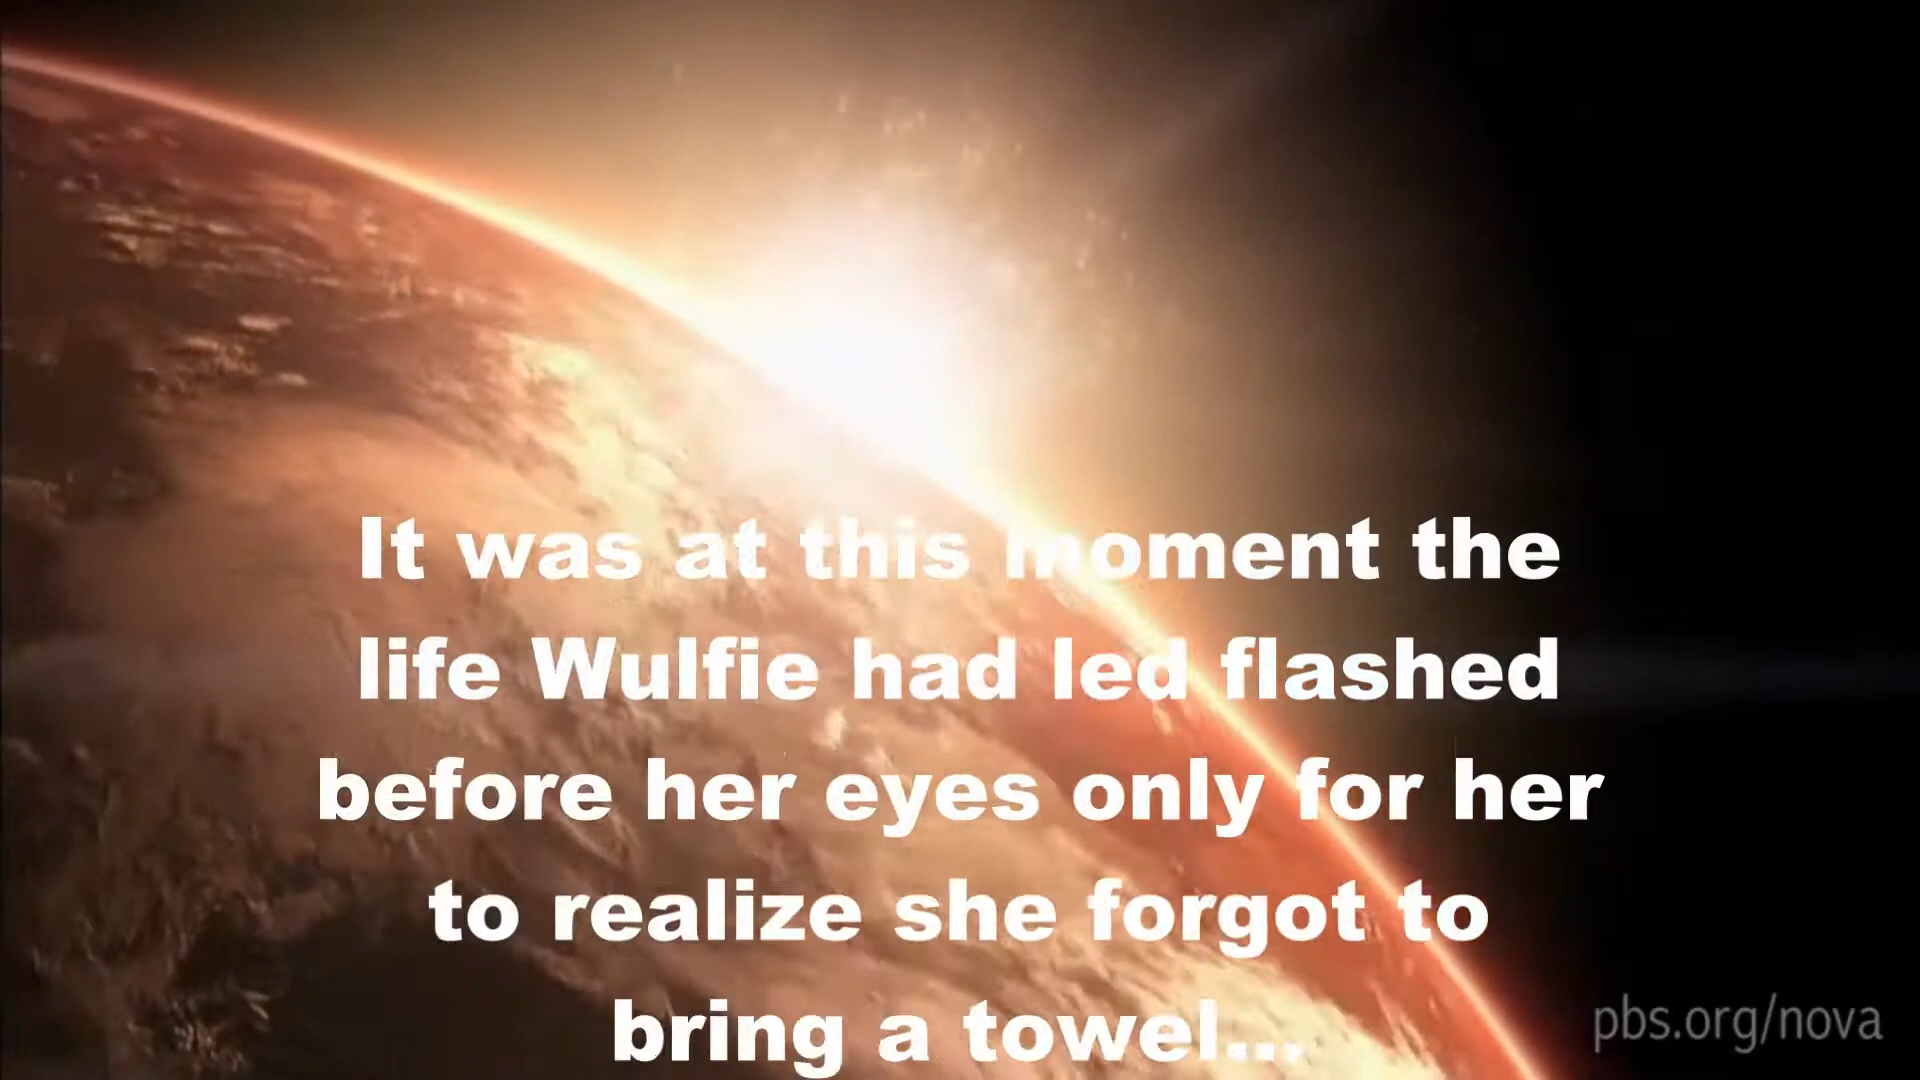 It was at this moment the
life Wulfie had led flashed
before her eyes only for her
to realize she forgot to
bring a towel...
pbs.org/nova